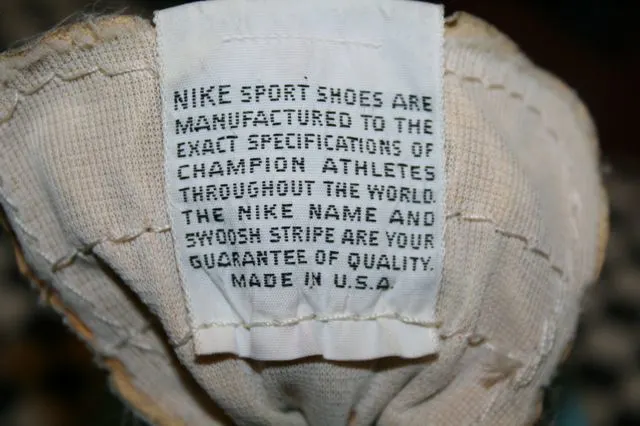 NIKE SPORT SHOES ARE
MANUFACTURED TO THE
EXACT SPECIFICATIONS OF
CHAMPION ATHLETES
THROUGHOUT THE WORLD.
THE NIKE NAME AND
SWOOSH STRIPE ARE YOUR
GUARANTEE OF QUALITY.
MADE IN U.S.A.